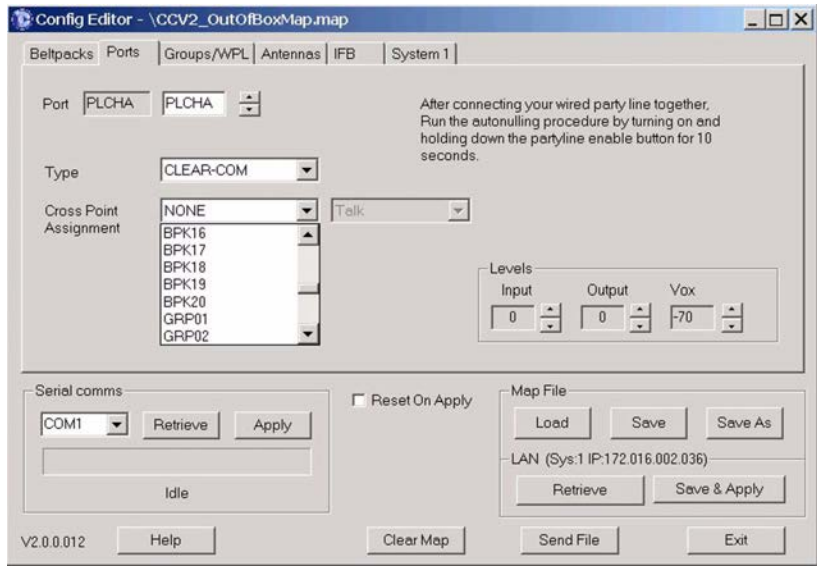 Config Editor - \CCV2_OutOfBoxMap.map
Beltpacks Ports Groups/WPL Antennas IFB System 1
Port PLCHA PLCHA
After connecting your wired party line together,
Run the autonulling procedure by turning on and
holding down the partyline enable button for 10
seconds.
Type CLEAR-COM
Cross Point
Assignment
NONE Talk
BPK16
BPK17
BPK18
BPK19
BPK20
GRP01
GRP02
Levels
Input Output Vox
0 0 -70
Serial comms
COM1 Retrieve Apply
Idle
Reset On Apply
Map File
Load Save Save As
LAN (Sys:1 IP:172.016.002.036)
Retrieve Save & Apply
V2.0.0.012 Help Clear Map Send File Exit